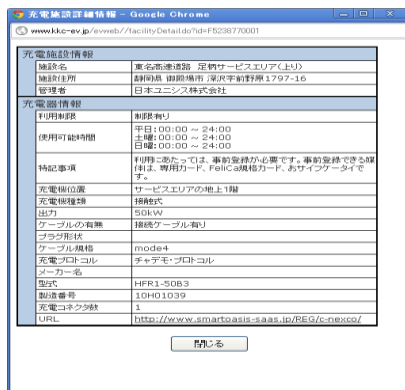 充電施設詳細情報 - Google Chrome
www.kkc-ev.jp/evweb//facilityDetail.do?id=F5238770001
充電施設情報
施設名 東名高速道路 足柄サービスエリア(上り)
施設住所 静岡県 御殿場市 深沢字前野原1797-16
管理者 日本ユニシス株式会社
充電器情報
利用制限 制限有り
使用可能時間 平日:00:00 ~ 24:00
土曜:00:00 ~ 24:00
日曜:00:00 ~ 24:00
特記事項 利用にあたっては、事前登録が必要です。事前登録できる媒
体は、専用カード、FeliCa規格カード、おサイフケータイで
す。
充電機位置 サービスエリアの地上1階
充電機種類 接触式
出力 50kW
ケーブルの有無 接続ケーブル有り
プラグ形状
ケーブル規格 mode4
充電プロトコル チャデモ・プロトコル
メーカー名
型式 HFR1-50B3
製造番号 10H01039
充電コネクタ数 1
URL http://www.smartoasis-saas.jp/REG/c-nexco/
閉じる